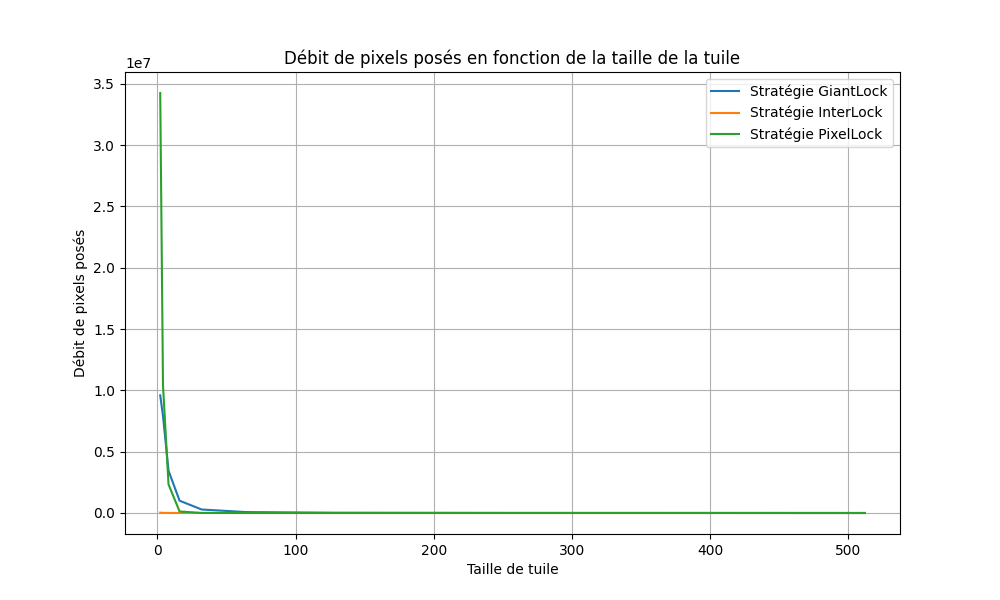 Débit de pixels posés en fonction de la taille de la tuile
1e7
3.5
3.0
2.5
2.0
1.5
1.0
0.5
0.0
Débit de pixels posés
Stratégie GiantLock
Stratégie InterLock
Stratégie PixelLock
0 100 200 300 400 500
Taille de tuile